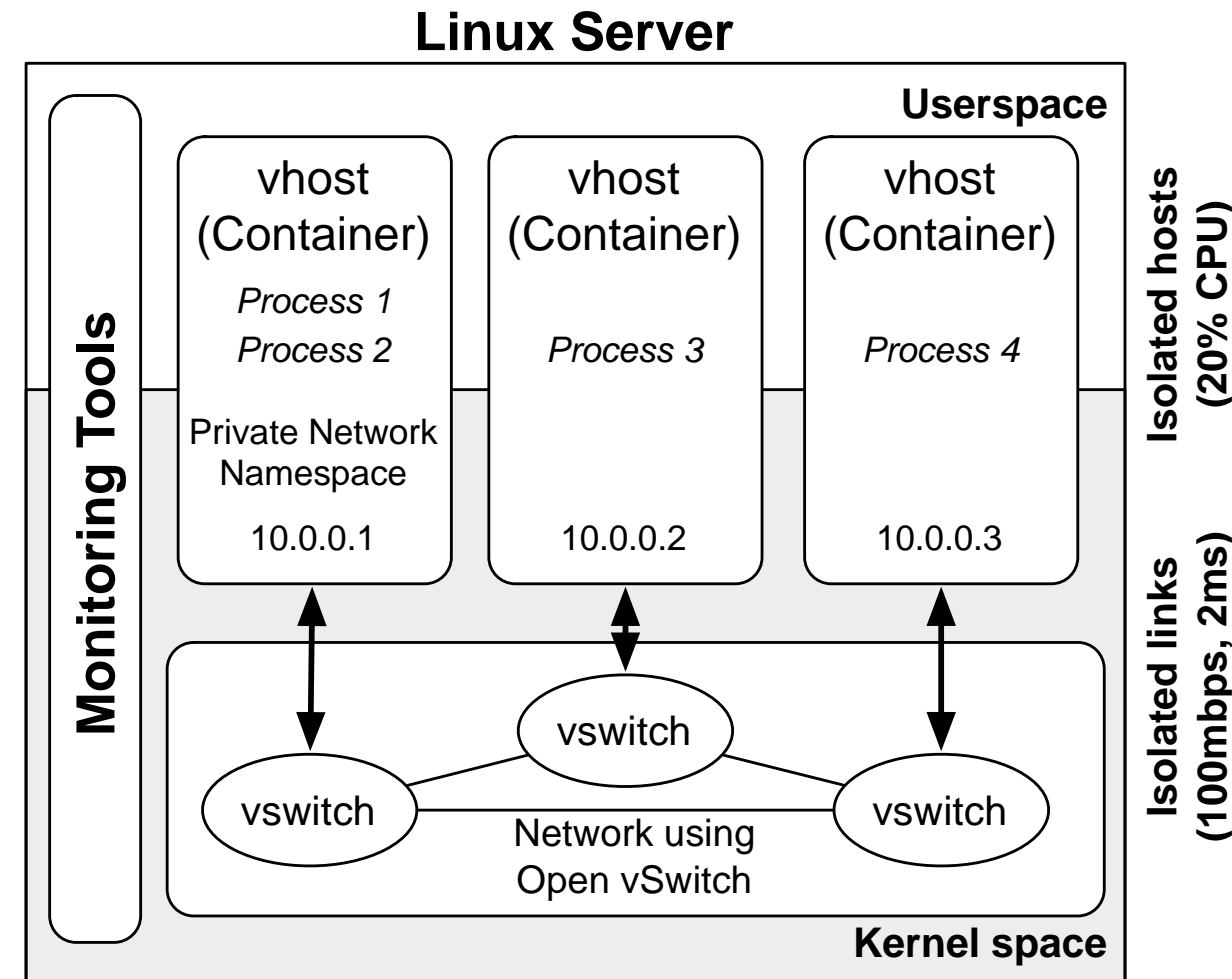 Linux Server
Userspace
Monitoring Tools
vhost
(Container)
Process 1
Process 2
Private Network
Namespace
10.0.0.1
vhost
(Container)
Process 3
10.0.0.2
vhost
(Container)
Process 4
10.0.0.3
vswitch
vswitch
vswitch
Network using
Open vSwitch
Kernel space
Isolated hosts
(20% CPU)
Isolated links
(100mbps, 2ms)